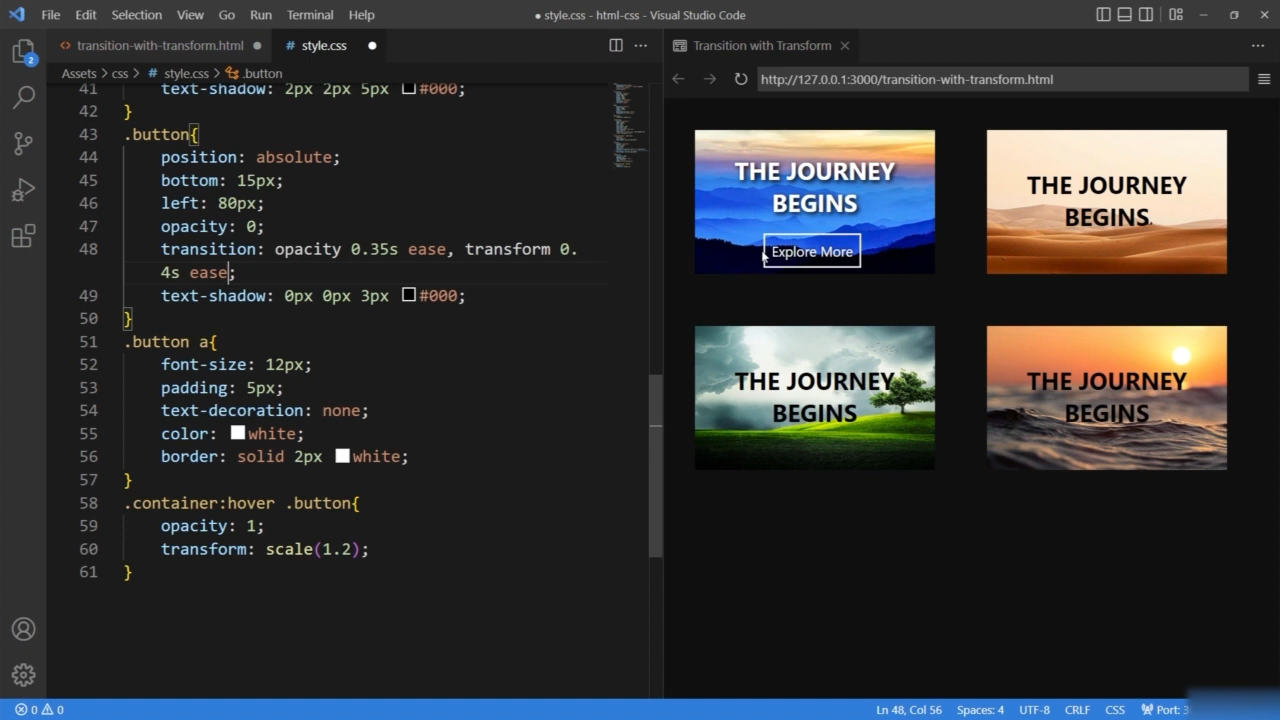 File Edit Selection View Go Run Terminal Help
● style.css - html-css - Visual Studio Code
<> transition-with-transform.html ●
# style.css ●
Transition with Transform
Assets > css > # style.css > .button
http://127.0.0.1:3000/transition-with-transform.html
2
41 text-shadow: 2px 2px 5px #000;
42 }
43 .button{
44 position: absolute;
45 bottom: 15px;
46 left: 80px;
47 opacity: 0;
48 transition: opacity 0.35s ease, transform 0.
4s ease;
49 text-shadow: 0px 0px 3px #000;
50 }
51 .button a{
52 font-size: 12px;
53 padding: 5px;
54 text-decoration: none;
55 color: white;
56 border: solid 2px white;
57 }
58 .container:hover .button{
59 opacity: 1;
60 transform: scale(1.2);
61 }
THE JOURNEY
BEGINS
Explore More
THE JOURNEY
BEGINS
THE JOURNEY
BEGINS
THE JOURNEY
BEGINS
0 0
Ln 48, Col 56 Spaces: 4 UTF-8 CRLF CSS Port: